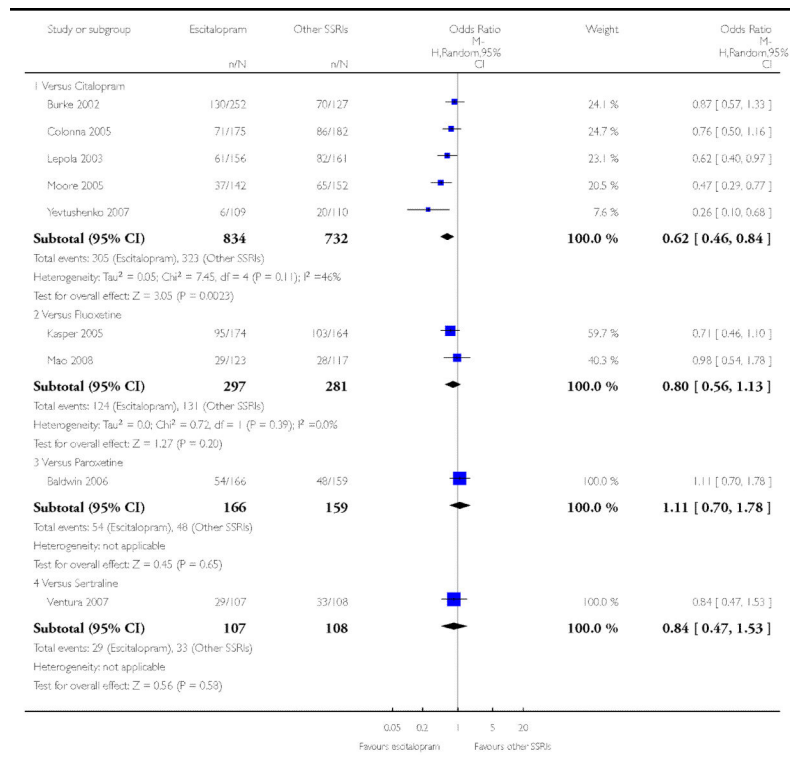 Study or subgroup Escitalopram Other SSRIs Odds Ratio Weight Odds Ratio
M- M-
H,Random,95% H,Random,95%
n/N n/N CI CI
1 Versus Citalopram
Burke 2002 130/252 70/127 24.1 % 0.87 [ 0.57, 1.33 ]
Colonna 2005 71/175 86/182 24.7 % 0.76 [ 0.50, 1.16 ]
Lepola 2003 61/156 82/161 23.1 % 0.62 [ 0.40, 0.97 ]
Moore 2005 37/142 65/152 20.5 % 0.47 [ 0.29, 0.77 ]
Yevtushenko 2007 6/109 20/110 7.6 % 0.26 [ 0.10, 0.68 ]
Subtotal (95% CI) 834 732 100.0 % 0.62 [ 0.46, 0.84 ]
Total events: 305 (Escitalopram), 323 (Other SSRIs)
Heterogeneity: Tau² = 0.05; Chi² = 7.45, df = 4 (P = 0.11); I² =46%
Test for overall effect: Z = 3.05 (P = 0.0023)
2 Versus Fluoxetine
Kasper 2005 95/174 103/164 59.7 % 0.71 [ 0.46, 1.10 ]
Mao 2008 29/123 28/117 40.3 % 0.98 [ 0.54, 1.78 ]
Subtotal (95% CI) 297 281 100.0 % 0.80 [ 0.56, 1.13 ]
Total events: 124 (Escitalopram), 131 (Other SSRIs)
Heterogeneity: Tau² = 0.0; Chi² = 0.72, df = 1 (P = 0.39); I² =0.0%
Test for overall effect: Z = 1.27 (P = 0.20)
3 Versus Paroxetine
Baldwin 2006 54/166 48/159 100.0 % 1.11 [ 0.70, 1.78 ]
Subtotal (95% CI) 166 159 100.0 % 1.11 [ 0.70, 1.78 ]
Total events: 54 (Escitalopram), 48 (Other SSRIs)
Heterogeneity: not applicable
Test for overall effect: Z = 0.45 (P = 0.65)
4 Versus Sertraline
Ventura 2007 29/107 33/108 100.0 % 0.84 [ 0.47, 1.53 ]
Subtotal (95% CI) 107 108 100.0 % 0.84 [ 0.47, 1.53 ]
Total events: 29 (Escitalopram), 33 (Other SSRIs)
Heterogeneity: not applicable
Test for overall effect: Z = 0.56 (P = 0.58)
0.05 0.2 1 5 20
Favours escitalopram Favours other SSRIs